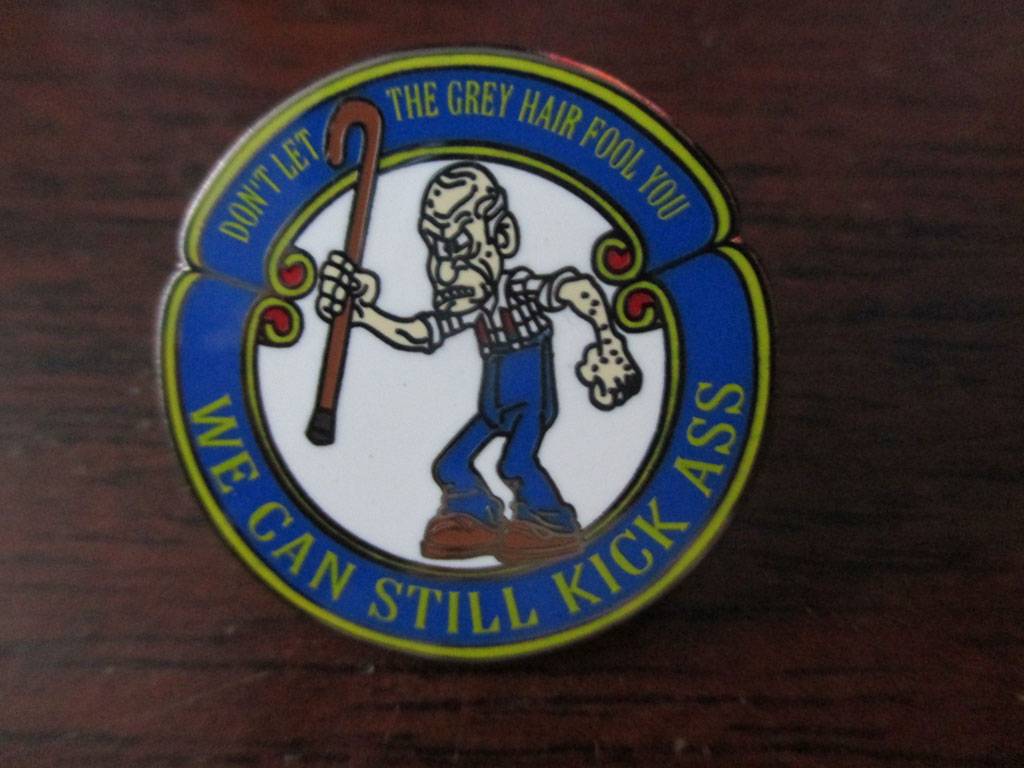 DON'T LET THE GREY HAIR FOOL YOU
WE CAN STILL KICK ASS